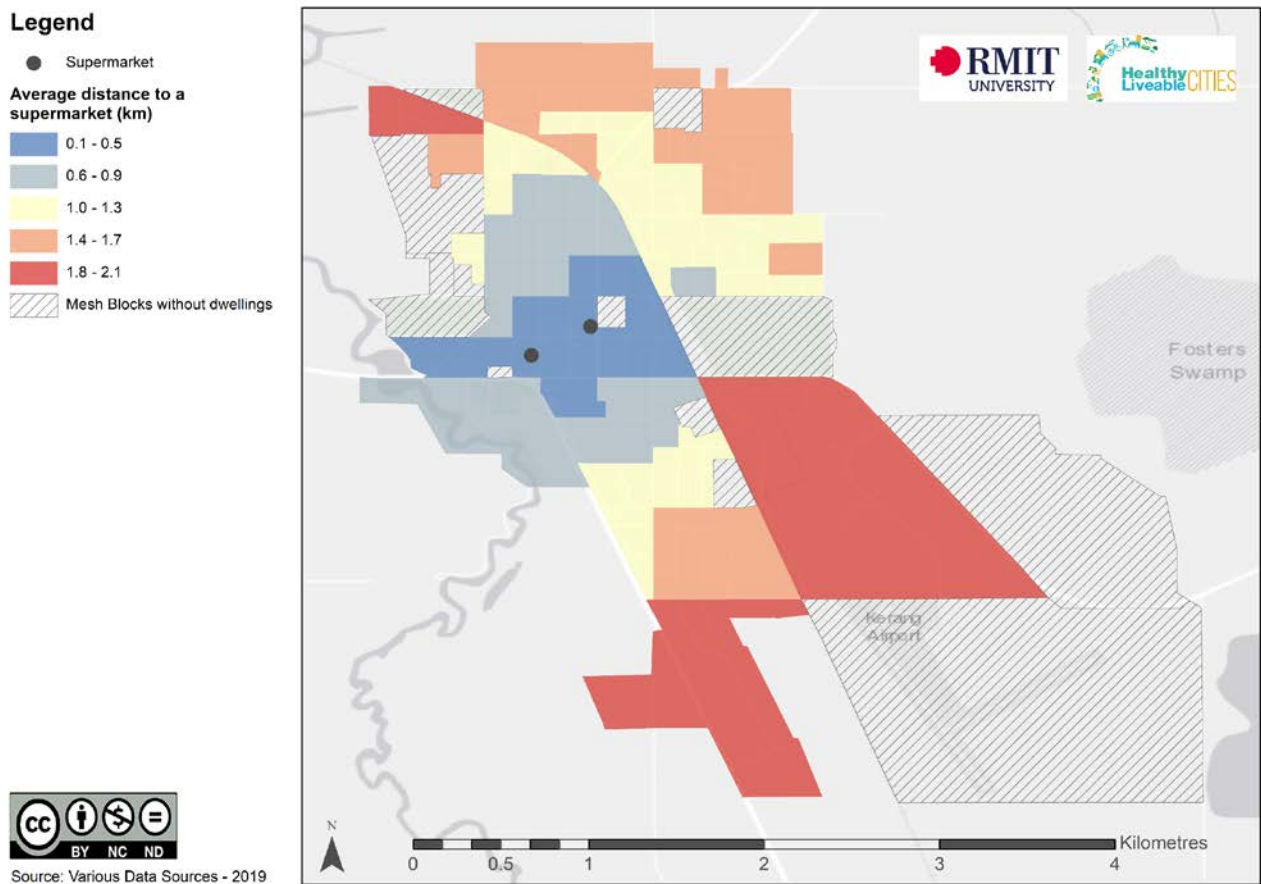 Legend
Supermarket
Average distance to a
supermarket (km)
0.1 - 0.5
0.6 - 0.9
1.0 - 1.3
1.4 - 1.7
1.8 - 2.1
Mesh Blocks without dwellings
RMIT
UNIVERSITY
Healthy
Liveable CITIES
Fosters
Swamp
Kerang
Airport
N
Kilometres
0 0.5 1 2 3 4
cc
BY NC ND
Source: Various Data Sources - 2019